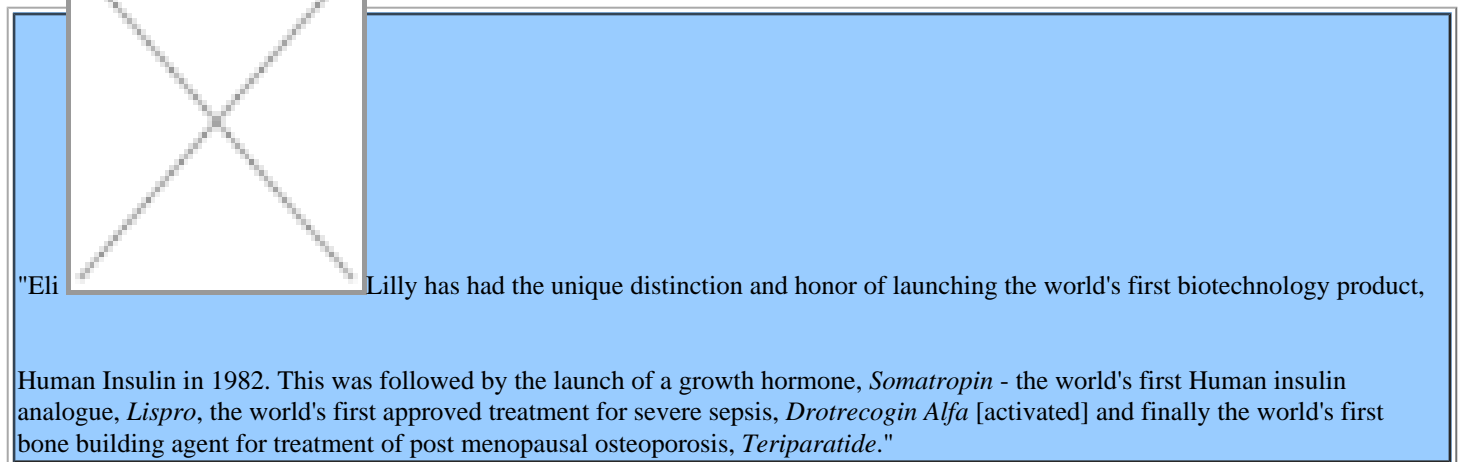 "Eli Lilly has had the unique distinction and honor of launching the world's first biotechnology product,
Human Insulin in 1982. This was followed by the launch of a growth hormone, Somatropin - the world's first Human insulin
analogue, Lispro, the world's first approved treatment for severe sepsis, Drotrecogin Alfa [activated] and finally the world's first
bone building agent for treatment of post menopausal osteoporosis, Teriparatide."